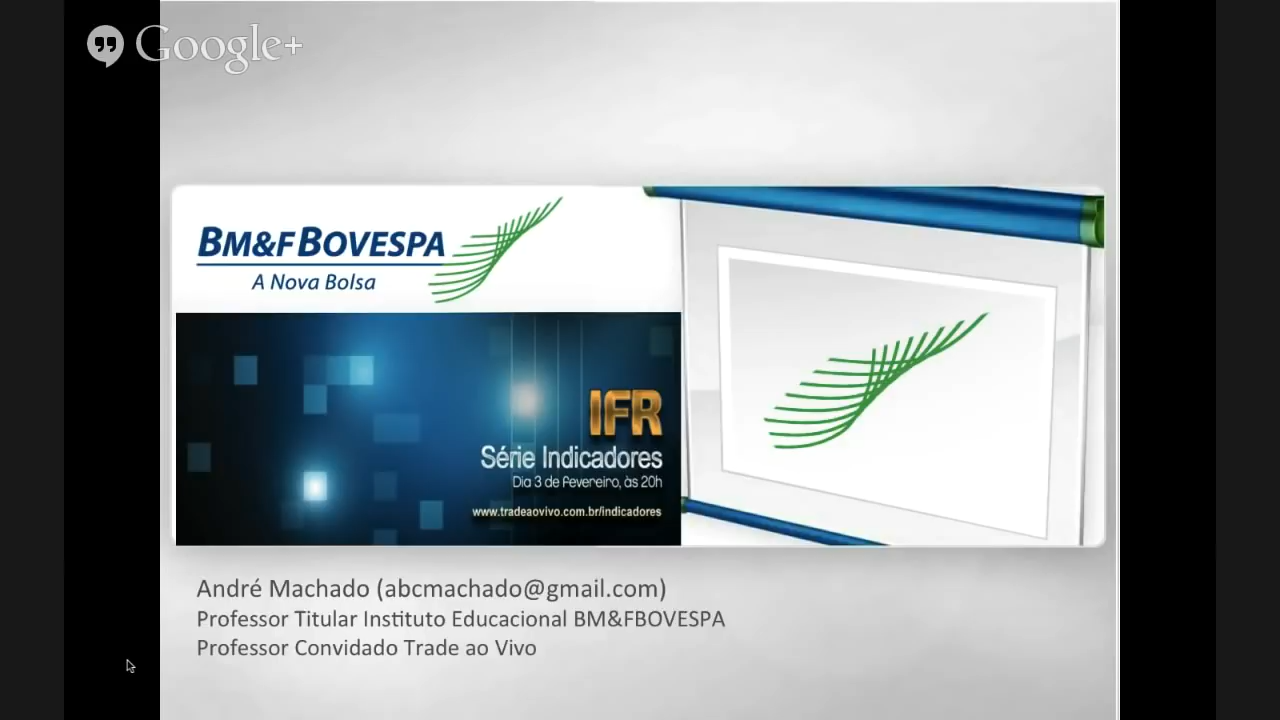 Google+
BM&FBOVESPA
A Nova Bolsa
IFR
Série Indicadores
Dia 3 de fevereiro, às 20h
www.tradeaovivo.com.br/indicadores
André Machado (abcmachado@gmail.com)
Professor Titular Instituto Educacional BM&FBOVESPA
Professor Convidado Trade ao Vivo